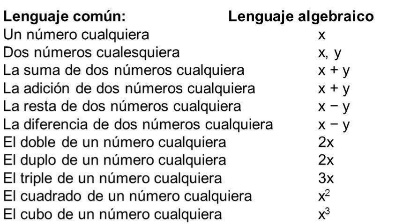 Lenguaje común: Lenguaje algebraico
Un número cualquiera x
Dos números cualesquiera x, y
La suma de dos números cualquiera x + y
La adición de dos números cualquiera x + y
La resta de dos números cualquiera x − y
La diferencia de dos números cualquiera x − y
El doble de un número cualquiera 2x
El duplo de un número cualquiera 2x
El triple de un número cualquiera 3x
El cuadrado de un número cualquiera x²
El cubo de un número cualquiera x³